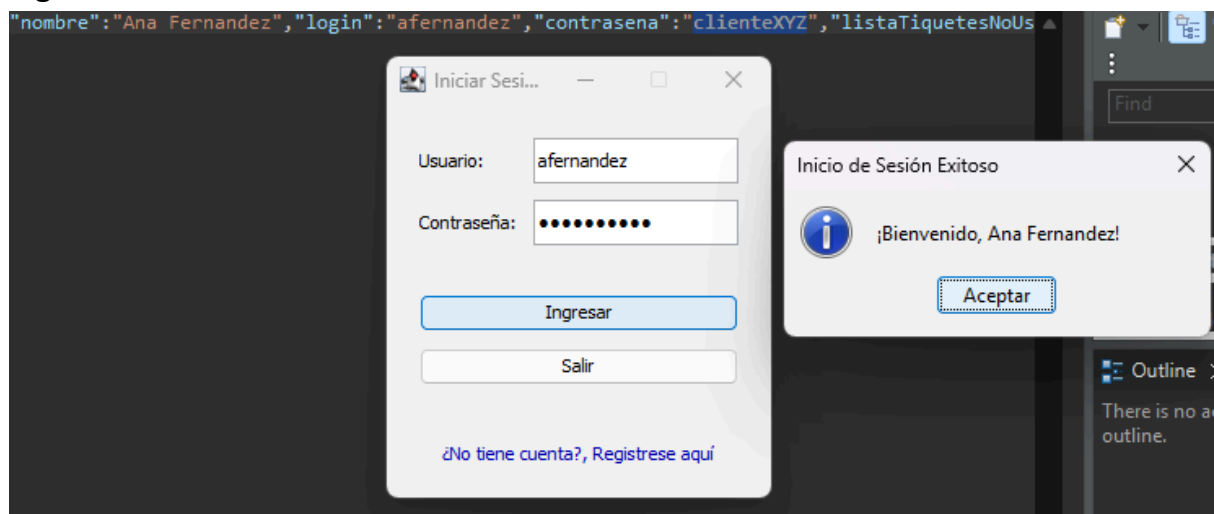 "nombre":"Ana Fernandez","login":"afernandez","contrasena":"clienteXYZ","listaTiquetesNoUs
Iniciar Sesi...
Find
Usuario: afernandez
Inicio de Sesión Exitoso
Contraseña: ••••••••••
¡Bienvenido, Ana Fernandez!
Aceptar
Ingresar
Salir
Outline
There is no a
outline.
¿No tiene cuenta?, Registrese aquí